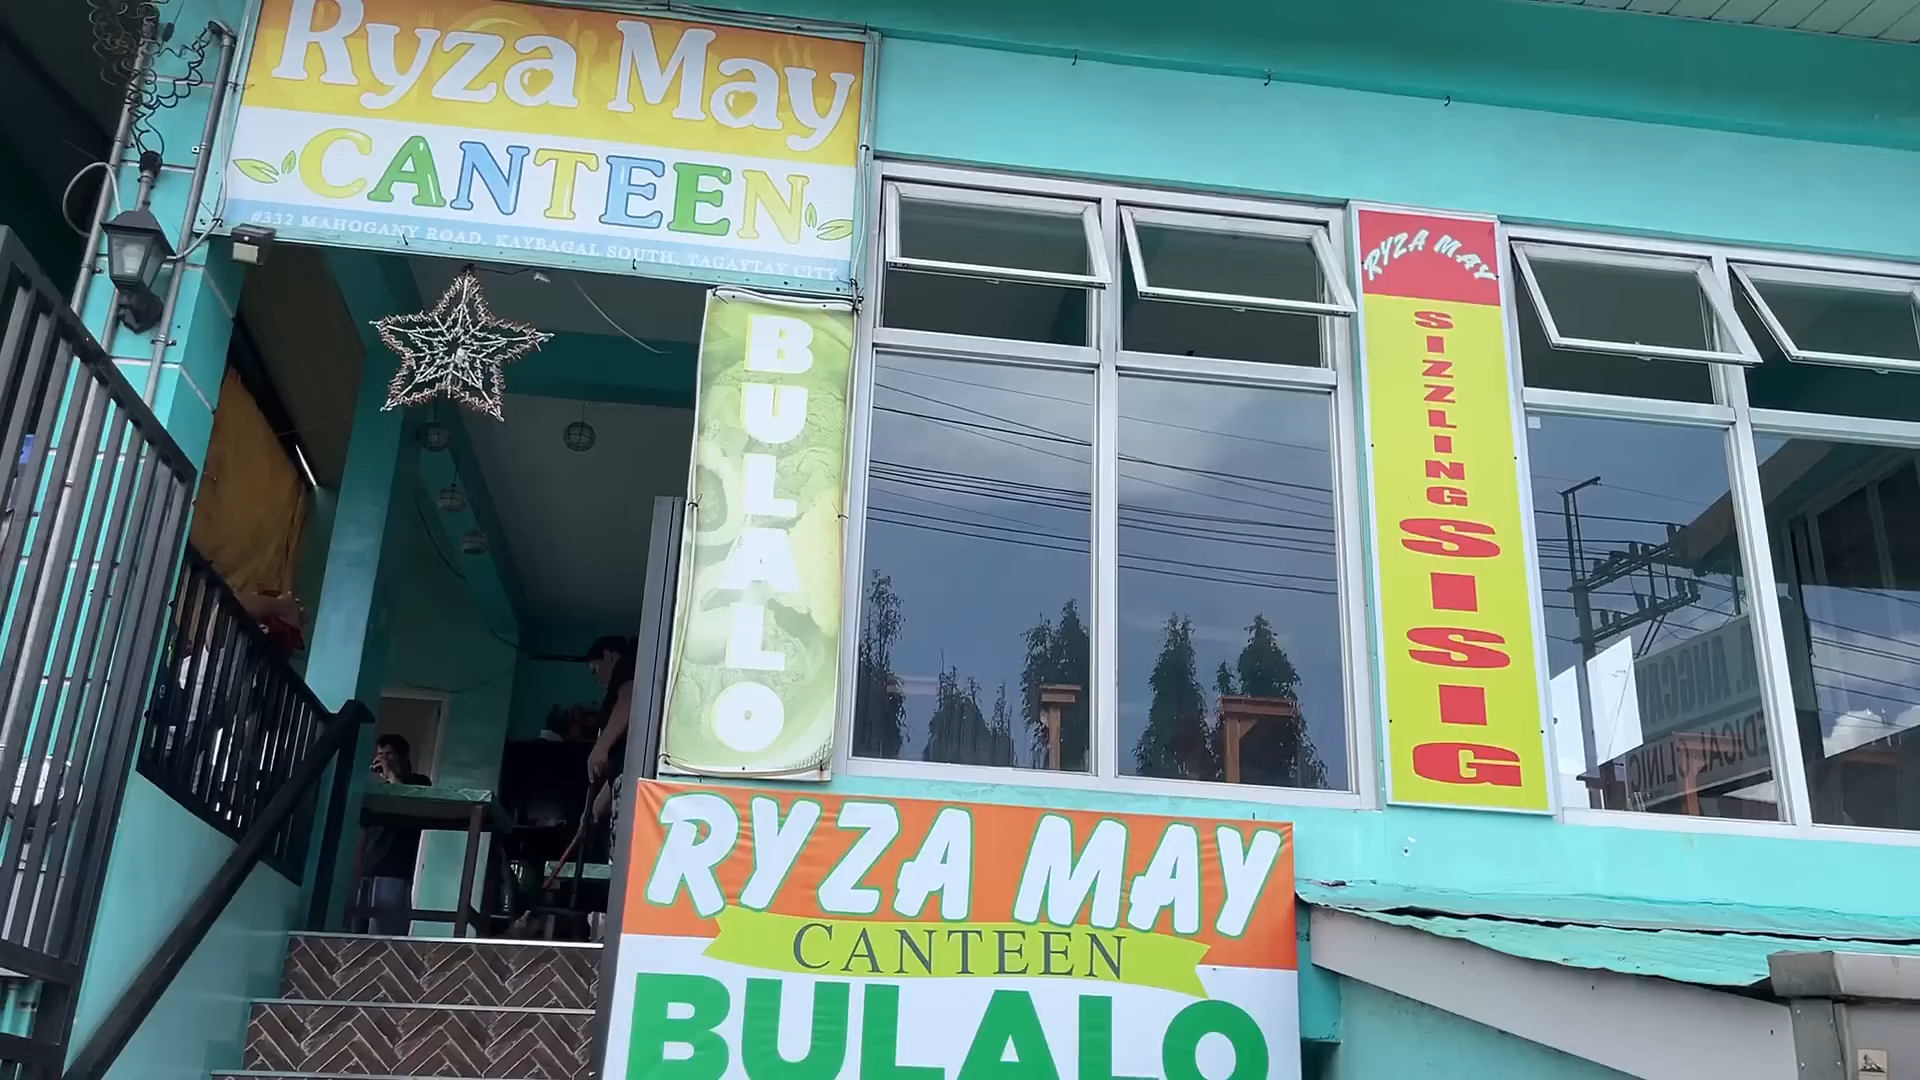 Ryza May
CANTEEN
#332 MAHOGANY ROAD, KAYBAGAL SOUTH, TAGAYTAY CITY
BULALO
RYZA MAY
SIZZLING SISIG
RYZA MAY
CANTEEN
BULALO